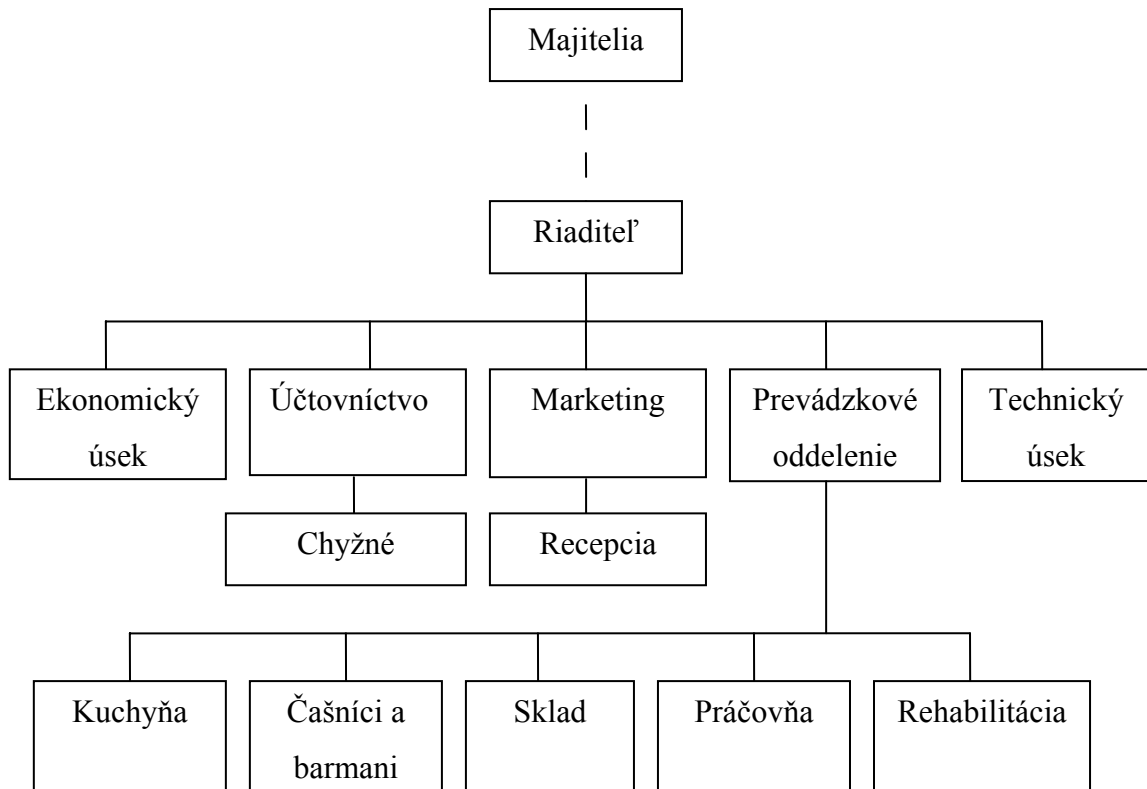 Majitelia
Riaditeľ
Ekonomický
úsek
Účtovníctvo
Marketing
Prevádzkové
oddelenie
Technický
úsek
Chyžné
Recepcia
Kuchyňa
Čašníci a
barmani
Sklad
Práčovňa
Rehabilitácia